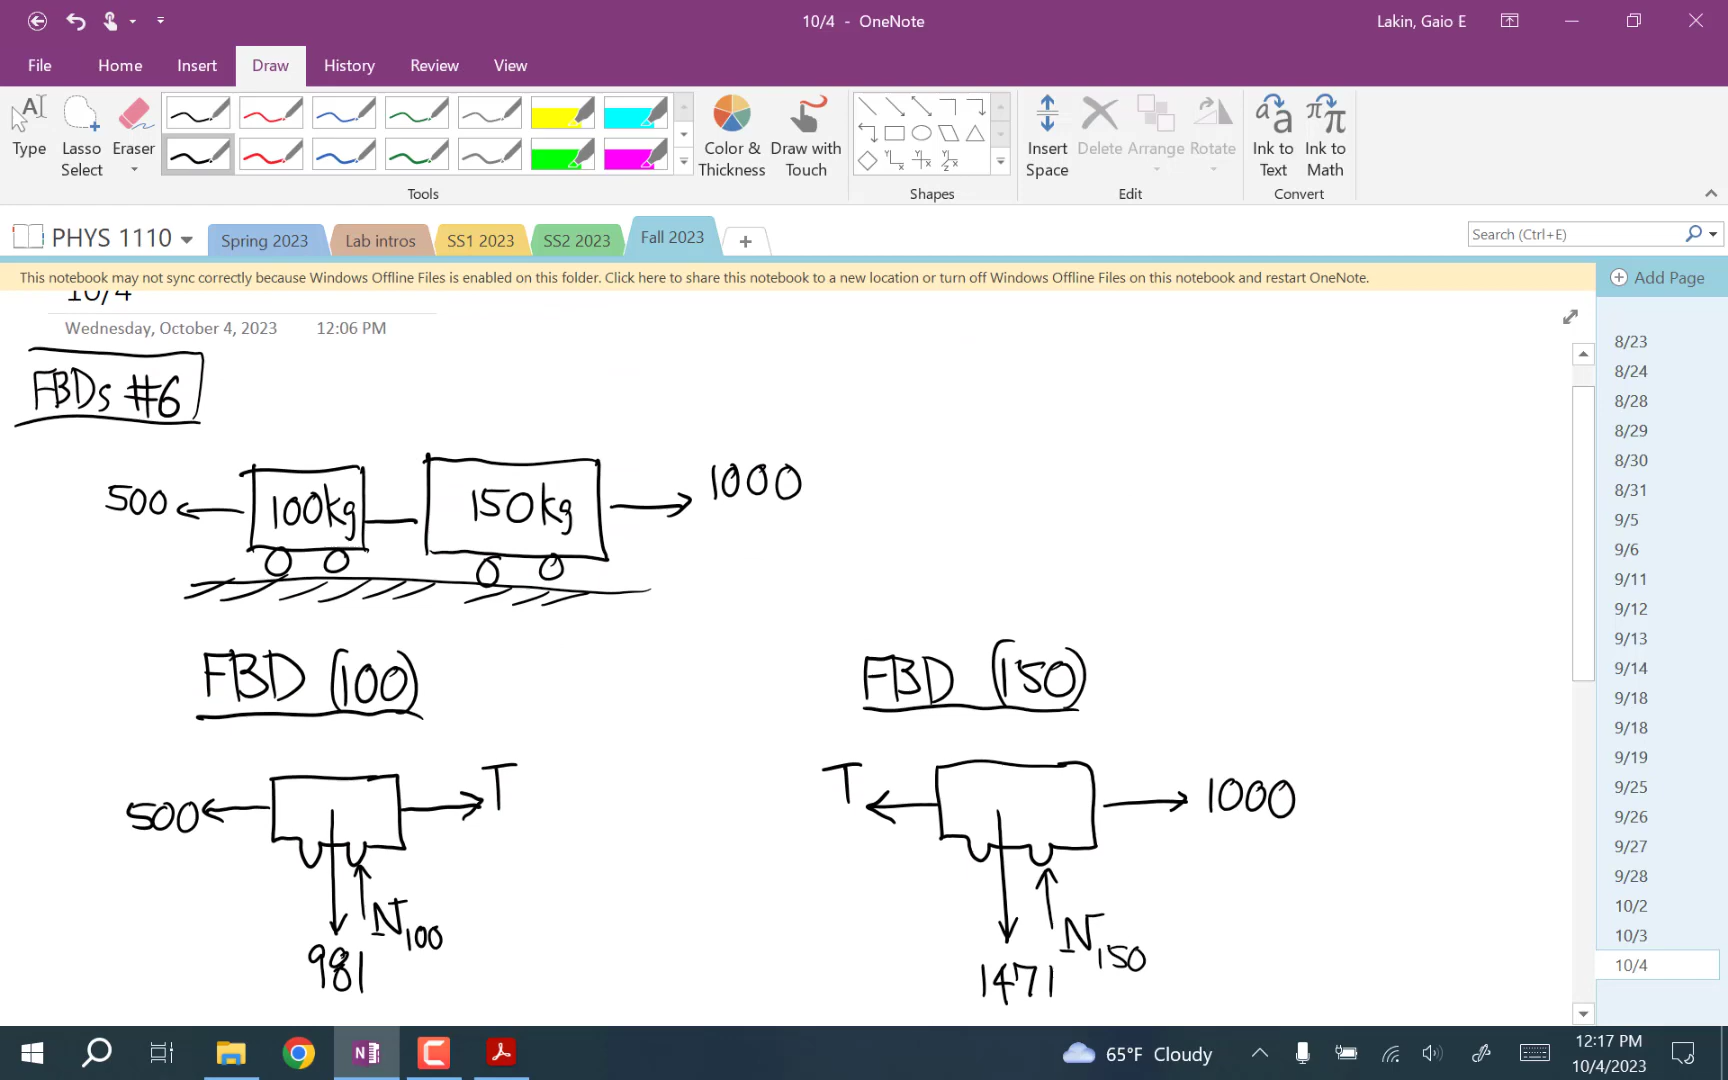 10/4 - OneNote
Lakin, Gaio E
File Home Insert Draw History Review View
Type
Lasso Select
Eraser
Color & Thickness
Draw with Touch
Insert Space
Delete
Arrange
Rotate
Ink to Text
Ink to Math
Tools
Shapes
Edit
Convert
PHYS 1110
Spring 2023
Lab intros
SS1 2023
SS2 2023
Fall 2023
Search (Ctrl+E)
This notebook may not sync correctly because Windows Offline Files is enabled on this folder. Click here to share this notebook to a new location or turn off Windows Offline Files on this notebook and restart OneNote.
Add Page
10/4
Wednesday, October 4, 2023 12:06 PM
FBDs #6
500 100kg 150kg 1000
FBD (100) FBD (150)
500 T T 1000
N100 N150
981 1471
8/23
8/24
8/28
8/29
8/30
8/31
9/5
9/6
9/11
9/12
9/13
9/14
9/18
9/18
9/19
9/25
9/26
9/27
9/28
10/2
10/3
10/4
65°F Cloudy
12:17 PM
10/4/2023